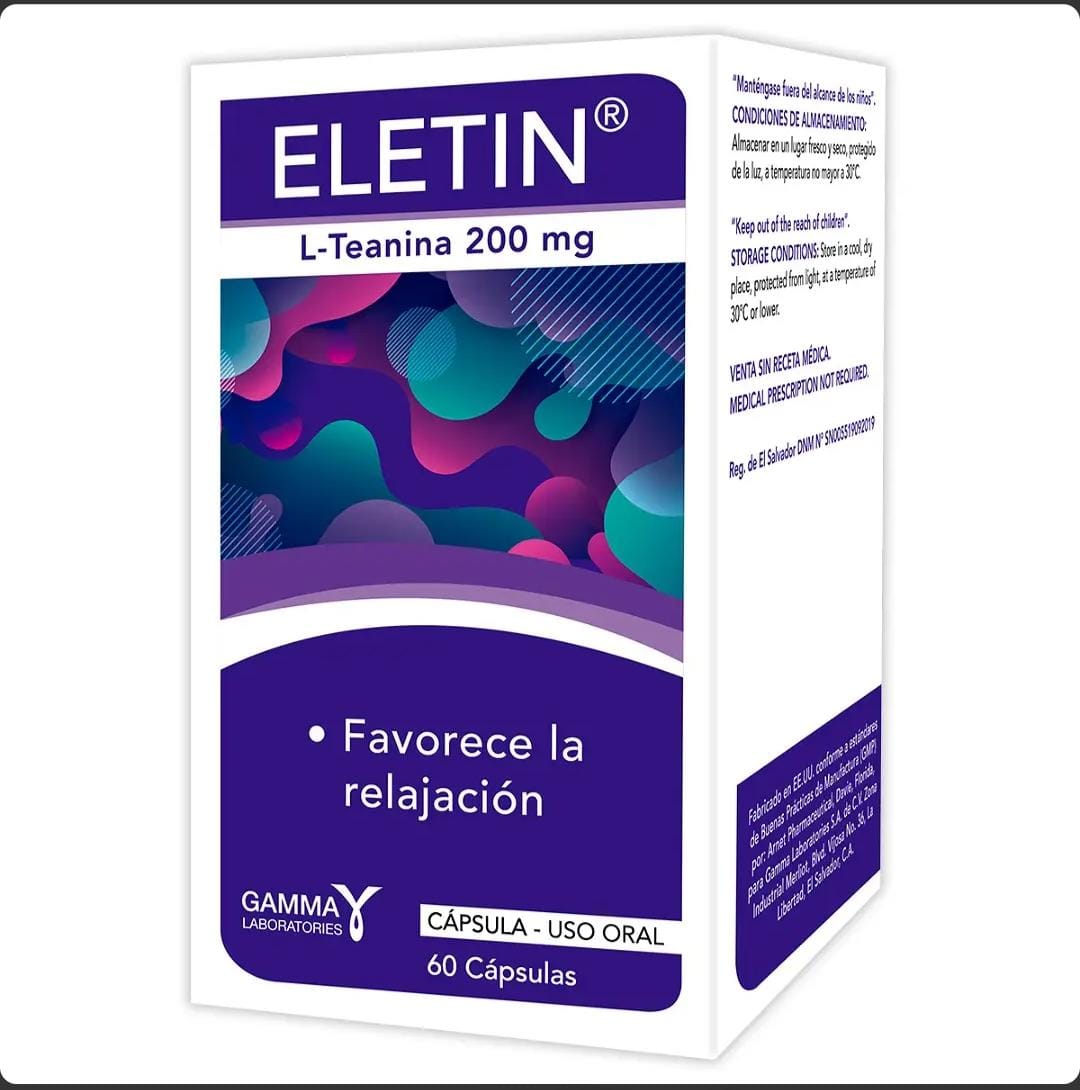 ELETIN®
L-Teanina 200 mg
• Favorece la
relajación
GAMMA
LABORATORIES
CÁPSULA - USO ORAL
60 Cápsulas
"Manténgase fuera del alcance de los niños".
CONDICIONES DE ALMACENAMIENTO:
Almacenar en un lugar fresco y seco, protegido
de la luz, a temperatura no mayor a 30°C.
"Keep out of the reach of children".
STORAGE CONDITIONS: Store in a cool, dry
place, protected from light, at a temperature of
30°C or lower.
VENTA SIN RECETA MÉDICA.
MEDICAL PRESCRIPTION NOT REQUIRED.
Reg. de El Salvador DNM N° SN005519092019
Fabricado en EE.UU. conforme a estándares
de Buenas Prácticas de Manufactura (GMP)
por: Arnet Pharmaceutical, Davie, Florida,
para Gamma Laboratories S.A. de C.V. Zona
Industrial Merliot, Blvd. Vijosa No. 36, La
Libertad, El Salvador, C.A.